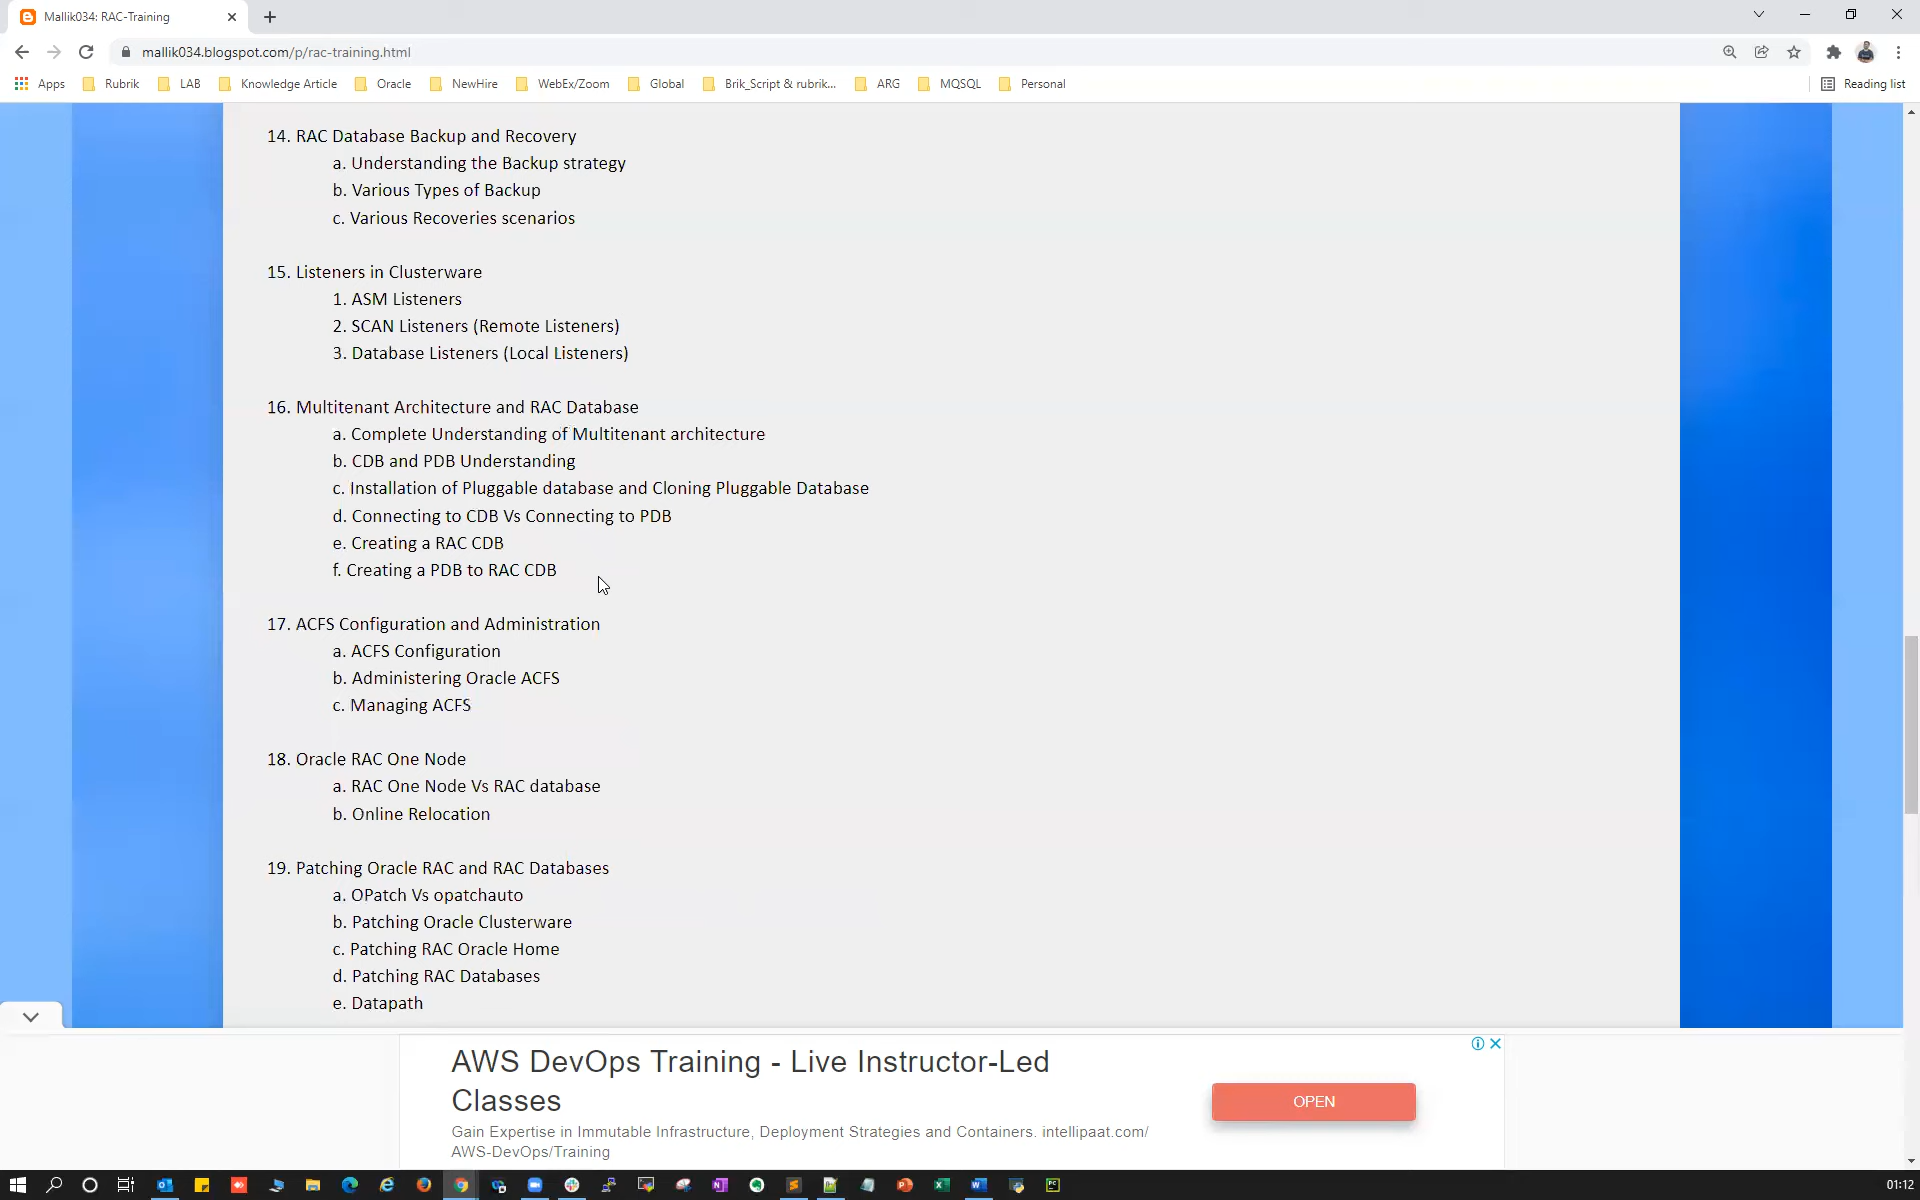 Mallik034: RAC-Training
mallik034.blogspot.com/p/rac-training.html
Apps Rubrik LAB Knowledge Article Oracle NewHire WebEx/Zoom Global Brik_Script & rubrik... ARG MQSQL Personal Reading list
14. RAC Database Backup and Recovery
a. Understanding the Backup strategy
b. Various Types of Backup
c. Various Recoveries scenarios
15. Listeners in Clusterware
1. ASM Listeners
2. SCAN Listeners (Remote Listeners)
3. Database Listeners (Local Listeners)
16. Multitenant Architecture and RAC Database
a. Complete Understanding of Multitenant architecture
b. CDB and PDB Understanding
c. Installation of Pluggable database and Cloning Pluggable Database
d. Connecting to CDB Vs Connecting to PDB
e. Creating a RAC CDB
f. Creating a PDB to RAC CDB
17. ACFS Configuration and Administration
a. ACFS Configuration
b. Administering Oracle ACFS
c. Managing ACFS
18. Oracle RAC One Node
a. RAC One Node Vs RAC database
b. Online Relocation
19. Patching Oracle RAC and RAC Databases
a. OPatch Vs opatchauto
b. Patching Oracle Clusterware
c. Patching RAC Oracle Home
d. Patching RAC Databases
e. Datapath
AWS DevOps Training - Live Instructor-Led
Classes
OPEN
Gain Expertise in Immutable Infrastructure, Deployment Strategies and Containers. intellipaat.com/
AWS-DevOps/Training
01:12